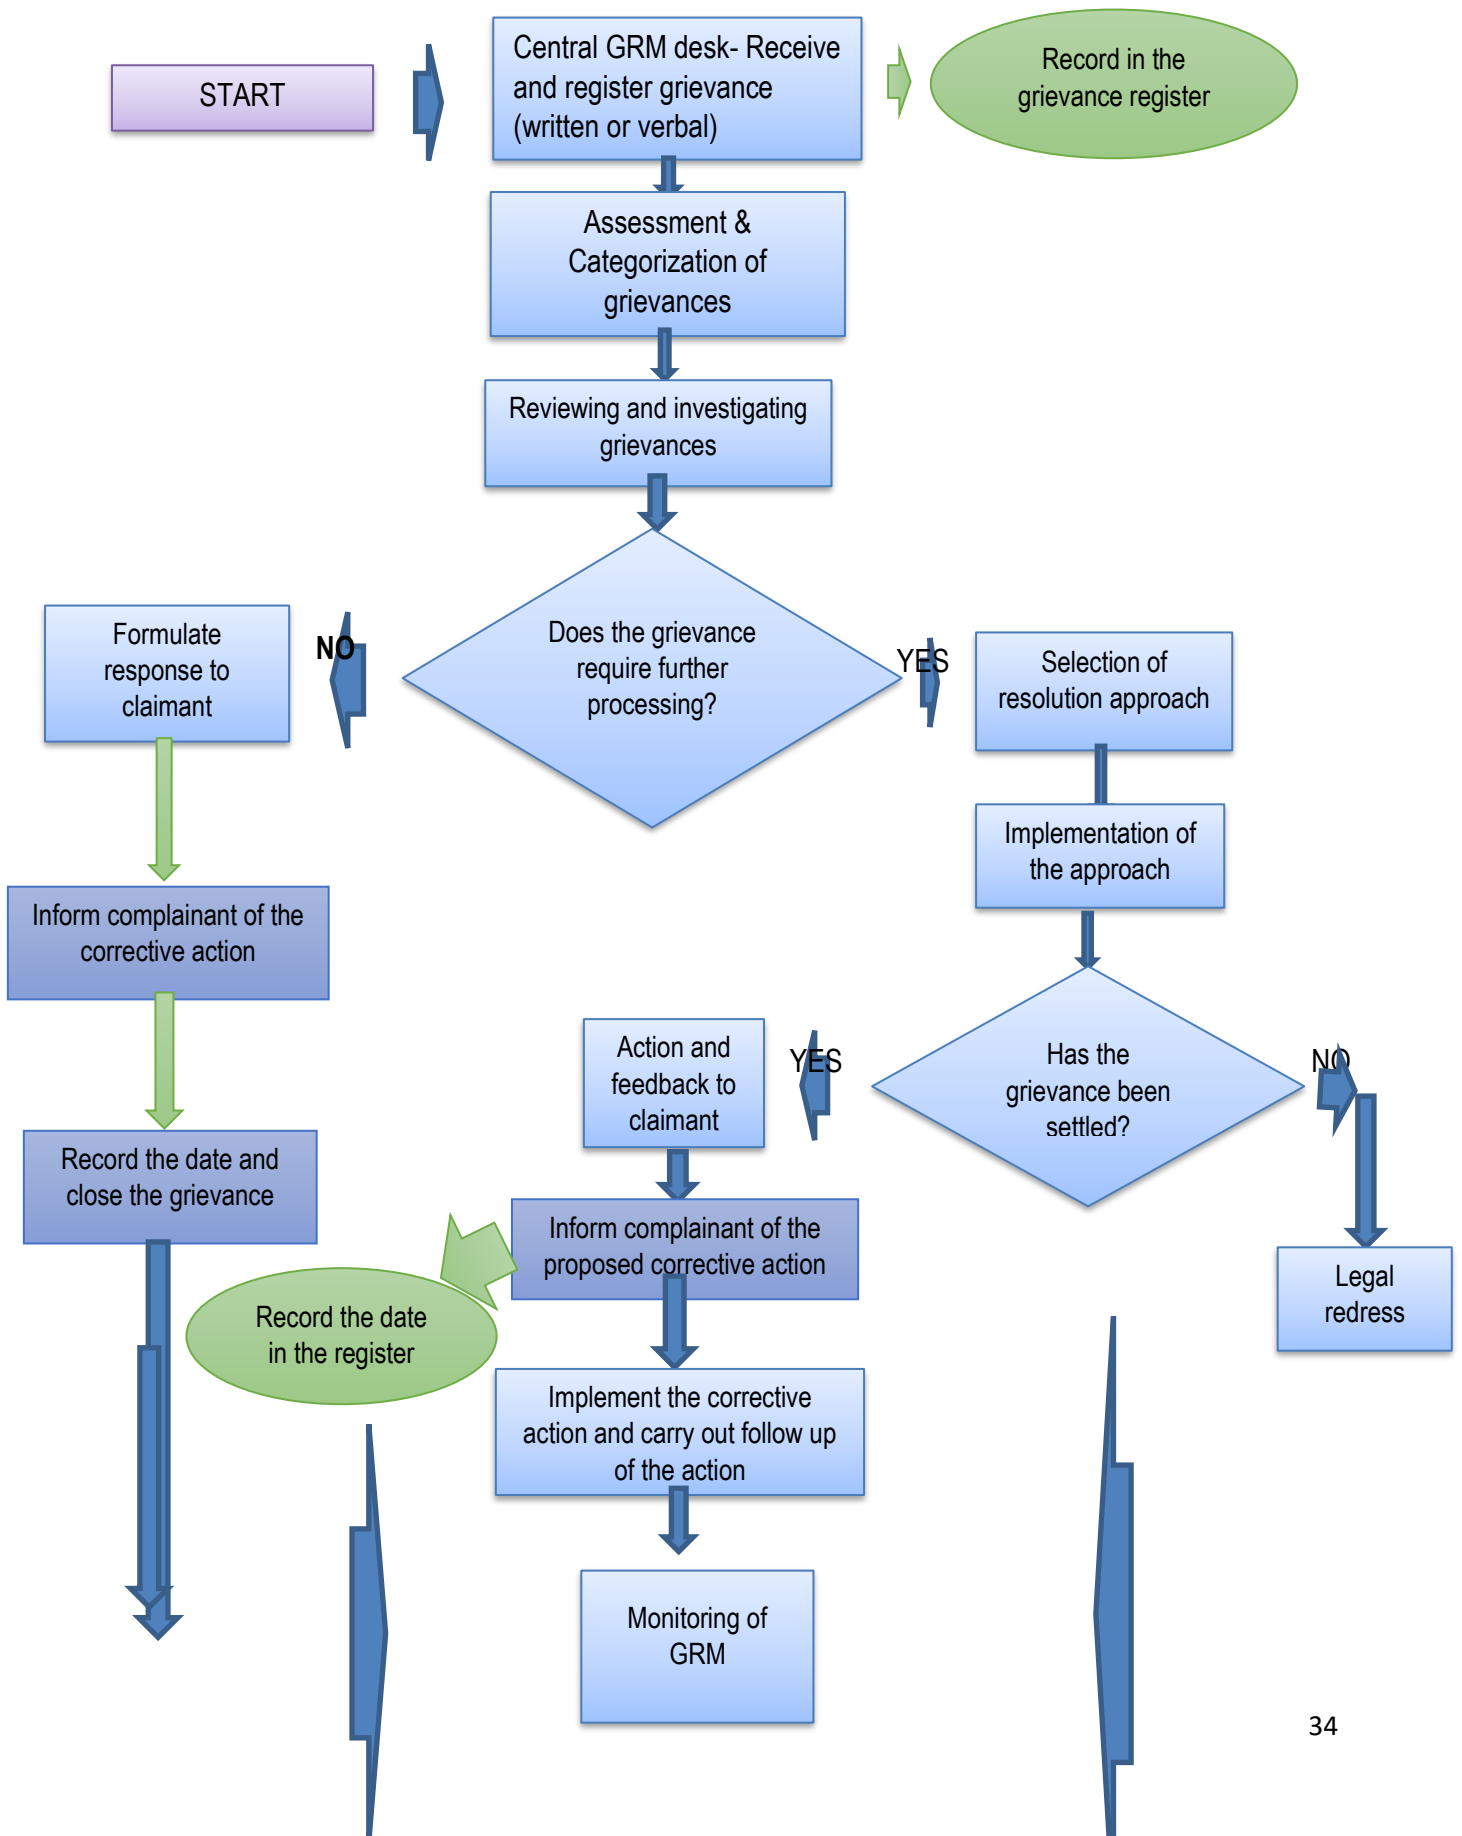 START
Central GRM desk- Receive
and register grievance
(written or verbal)
Record in the
grievance register
Assessment &
Categorization of
grievances
Reviewing and investigating
grievances
Does the grievance
require further
processing?
NO
Formulate
response to
claimant
YES
Selection of
resolution approach
Implementation of
the approach
Inform complainant of the
corrective action
Has the
grievance been
settled?
YES
NO
Action and
feedback to
claimant
Record the date and
close the grievance
Inform complainant of the
proposed corrective action
Legal
redress
Record the date
in the register
Implement the corrective
action and carry out follow up
of the action
Monitoring of
GRM
34